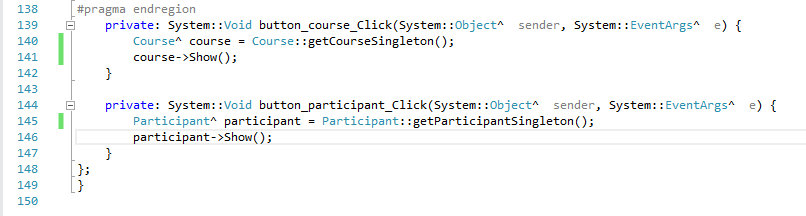 138 #pragma endregion
139 private: System::Void button_course_Click(System::Object^  sender, System::EventArgs^  e) {
140 Course^ course = Course::getCourseSingleton();
141 course->Show();
142 }
143
144 private: System::Void button_participant_Click(System::Object^  sender, System::EventArgs^  e) {
145 Participant^ participant = Participant::getParticipantSingleton();
146 participant->Show();
147 }
148 };
149 }
150